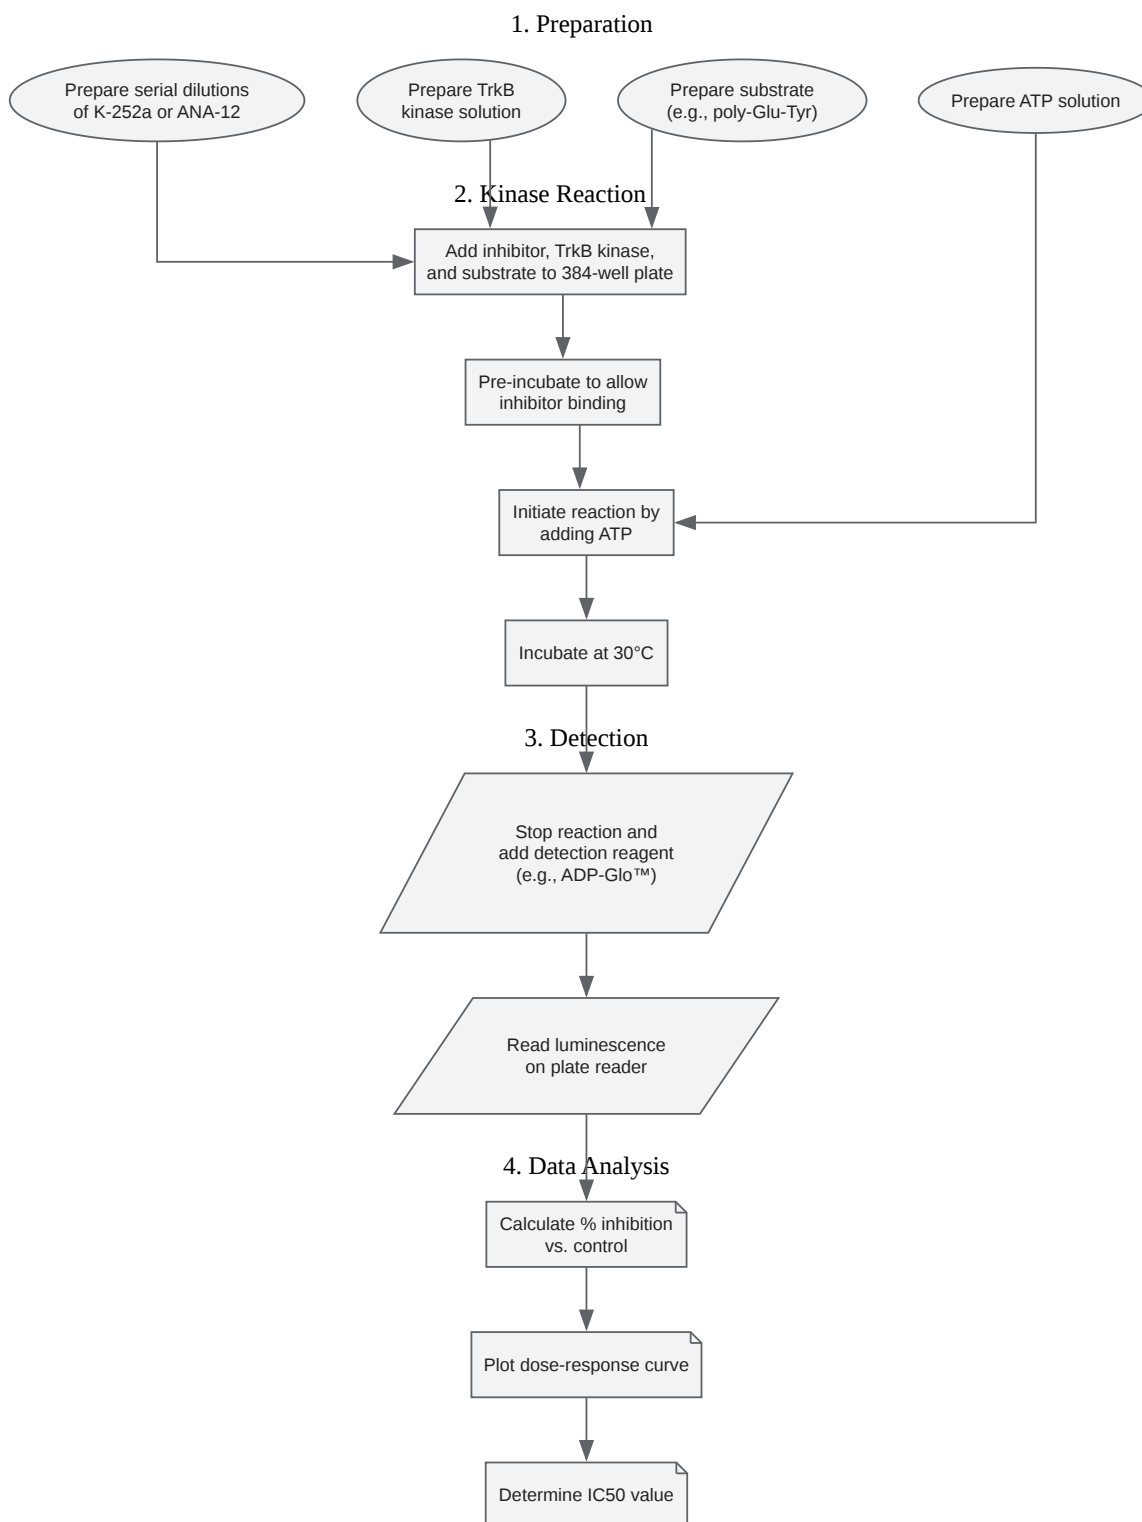 1. Preparation
Prepare serial dilutions
of K-252a or ANA-12
Prepare TrkB
kinase solution
Prepare substrate
(e.g., poly-Glu-Tyr)
Prepare ATP solution
2. Kinase Reaction
Add inhibitor, TrkB kinase,
and substrate to 384-well plate
Pre-incubate to allow
inhibitor binding
Initiate reaction by
adding ATP
Incubate at 30°C
3. Detection
Stop reaction and
add detection reagent
(e.g., ADP-Glo™)
Read luminescence
on plate reader
4. Data Analysis
Calculate % inhibition
vs. control
Plot dose-response curve
Determine IC50 value